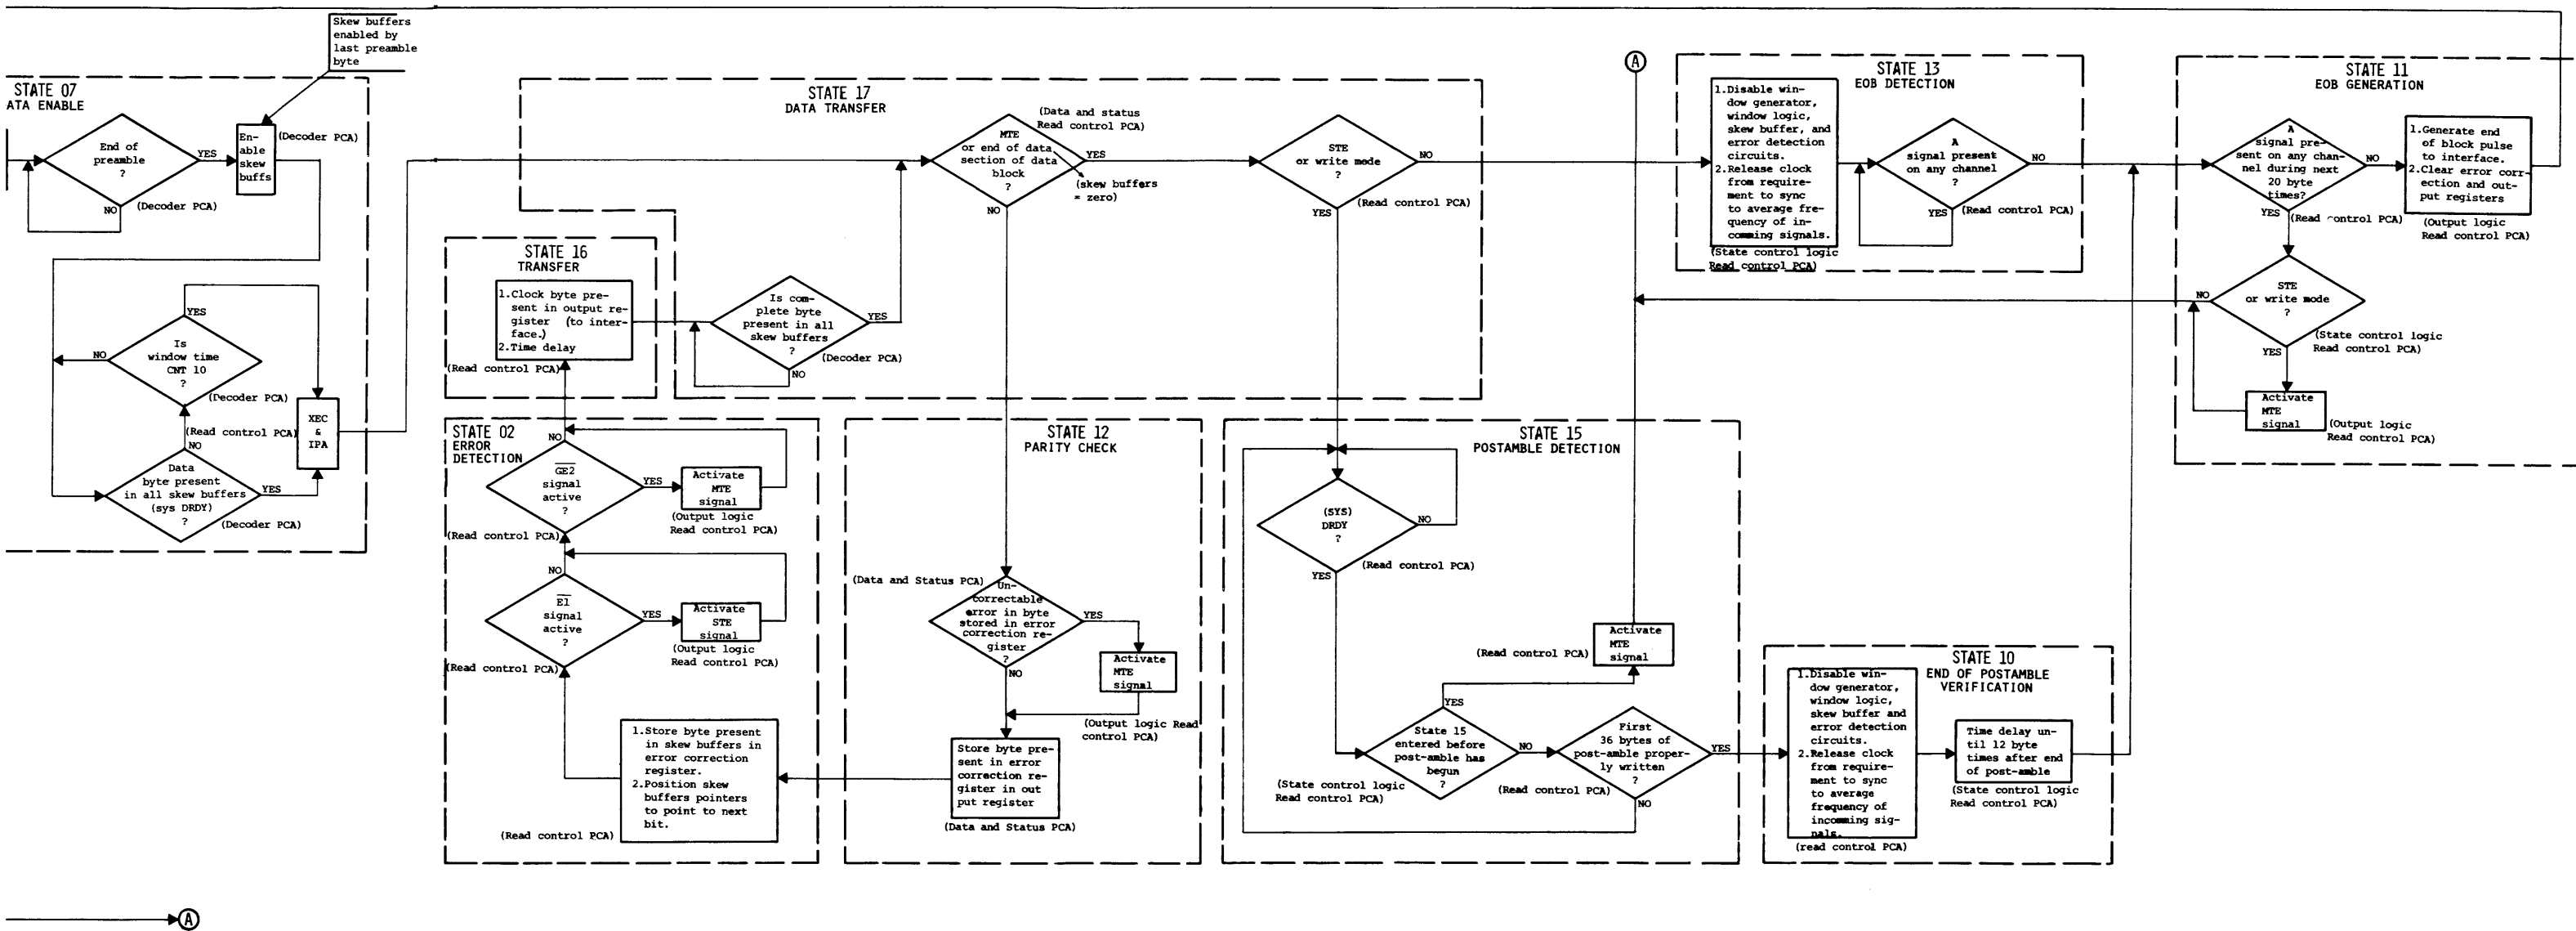 Skew buffers
enabled by
last preamble
byte
STATE 07
ATA ENABLE
End of
preamble
?
YES
NO
(Decoder PCA)
En-
able
skew
buffs
(Decoder PCA)
YES
Is
window time
CNT 10
?
NO
(Decoder PCA)
(Read control PCA)
NO
Data
byte present
in all skew buffers
(sys DRDY)
?
YES
(Decoder PCA)
XEC
&
IPA
A
STATE 17
DATA TRANSFER
(Data and status
Read control PCA)
MTE
or end of data
section of data
block
?
YES
NO
(skew buffers
= zero)
STE
or write mode
?
NO
YES
(Read control PCA)
Is com-
plete byte
present in all
skew buffers
?
YES
NO
(Decoder PCA)
STATE 16
TRANSFER
1.Clock byte pre-
sent in output re-
gister (to inter-
face.)
2.Time delay
(Read control PCA)
STATE 02
ERROR
DETECTION
NO
GE2
signal
active
?
YES
Activate
MTE
signal
(Output logic
Read control PCA)
(Read control PCA)
NO
E1
signal
active
?
YES
Activate
STE
signal
(Output logic
Read control PCA)
(Read control PCA)
1.Store byte present
in skew buffers in
error correction
register.
2.Position skew
buffers pointers
to point to next
bit.
(Read control PCA)
STATE 12
PARITY CHECK
(Data and Status PCA)
Un-
correctable
error in byte
stored in error
correction re-
gister
?
YES
NO
Activate
MTE
signal
(Output logic Read
control PCA)
Store byte pre-
sent in error
correction re-
gister in out
put register
(Data and Status PCA)
STATE 15
POSTAMBLE DETECTION
(SYS)
DRDY
?
NO
YES
(Read control PCA)
Activate
MTE
signal
(Read control PCA)
YES
State 15
entered before
post-amble has
begun
?
NO
(State control logic
Read control PCA)
First
36 bytes of
post-amble proper-
ly written
?
YES
NO
(Read control PCA)
A
STATE 13
EOB DETECTION
1.Disable win-
dow generator,
window logic,
skew buffer, and
error detection
circuits.
2.Release clock
from require-
ment to sync
to average fre-
quency of in-
comming signals.
(State control logic
Read control PCA)
A
signal present
on any channel
?
NO
YES
(Read control PCA)
STATE 10
END OF POSTAMBLE
VERIFICATION
1.Disable win-
dow generator,
window logic,
skew buffer and
error detection
circuits.
2.Release clock
from require-
ment to sync
to average
frequency of
incomming sig-
nals.
(read control PCA)
Time delay un-
til 12 byte
times after end
of post-amble
(State control logic
Read control PCA)
STATE 11
EOB GENERATION
A
signal pre-
sent on any chan-
nel during next
20 byte
times?
NO
YES
(Read control PCA)
1.Generate end
of block pulse
to interface.
2.Clear error corr-
ection and out-
put registers
(Output logic
Read control PCA)
STE
or write mode
?
NO
YES
(State control logic
Read control PCA)
Activate
MTE
signal
(Output logic
Read control PCA)